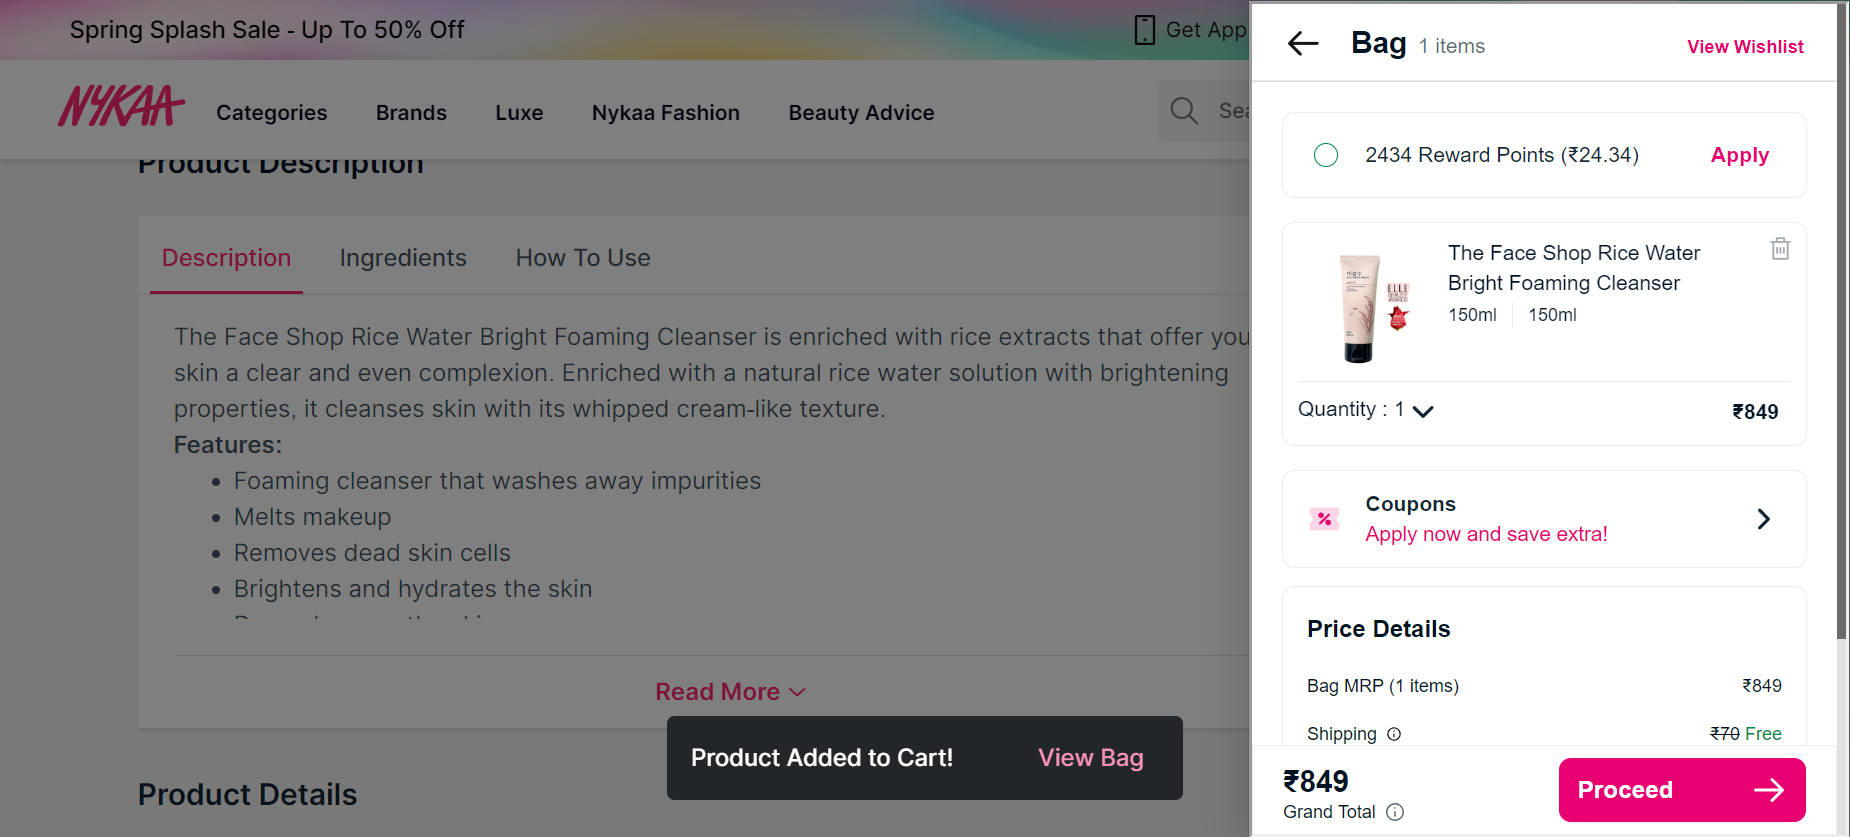 Spring Splash Sale - Up To 50% Off
Get App
NYKAA
Categories
Brands
Luxe
Nykaa Fashion
Beauty Advice
Product Description
Description
Ingredients
How To Use
The Face Shop Rice Water Bright Foaming Cleanser is enriched with rice extracts that offer you
skin a clear and even complexion. Enriched with a natural rice water solution with brightening
properties, it cleanses skin with its whipped cream-like texture.
Features:
Foaming cleanser that washes away impurities
Melts makeup
Removes dead skin cells
Brightens and hydrates the skin
Read More
Product Added to Cart!
View Bag
Product Details
Bag 1 items
View Wishlist
2434 Reward Points (₹24.34)
Apply
ELLE
The Face Shop Rice Water
Bright Foaming Cleanser
150ml
150ml
Quantity : 1
₹849
Coupons
Apply now and save extra!
Price Details
Bag MRP (1 items)
₹849
Shipping
₹70 Free
₹849
Grand Total
Proceed